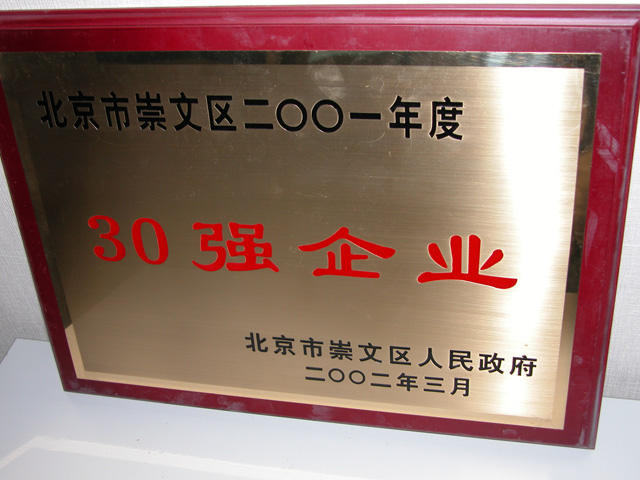 北京市崇文区二〇〇一年度
30强企业
北京市崇文区人民政府
二〇〇二年三月